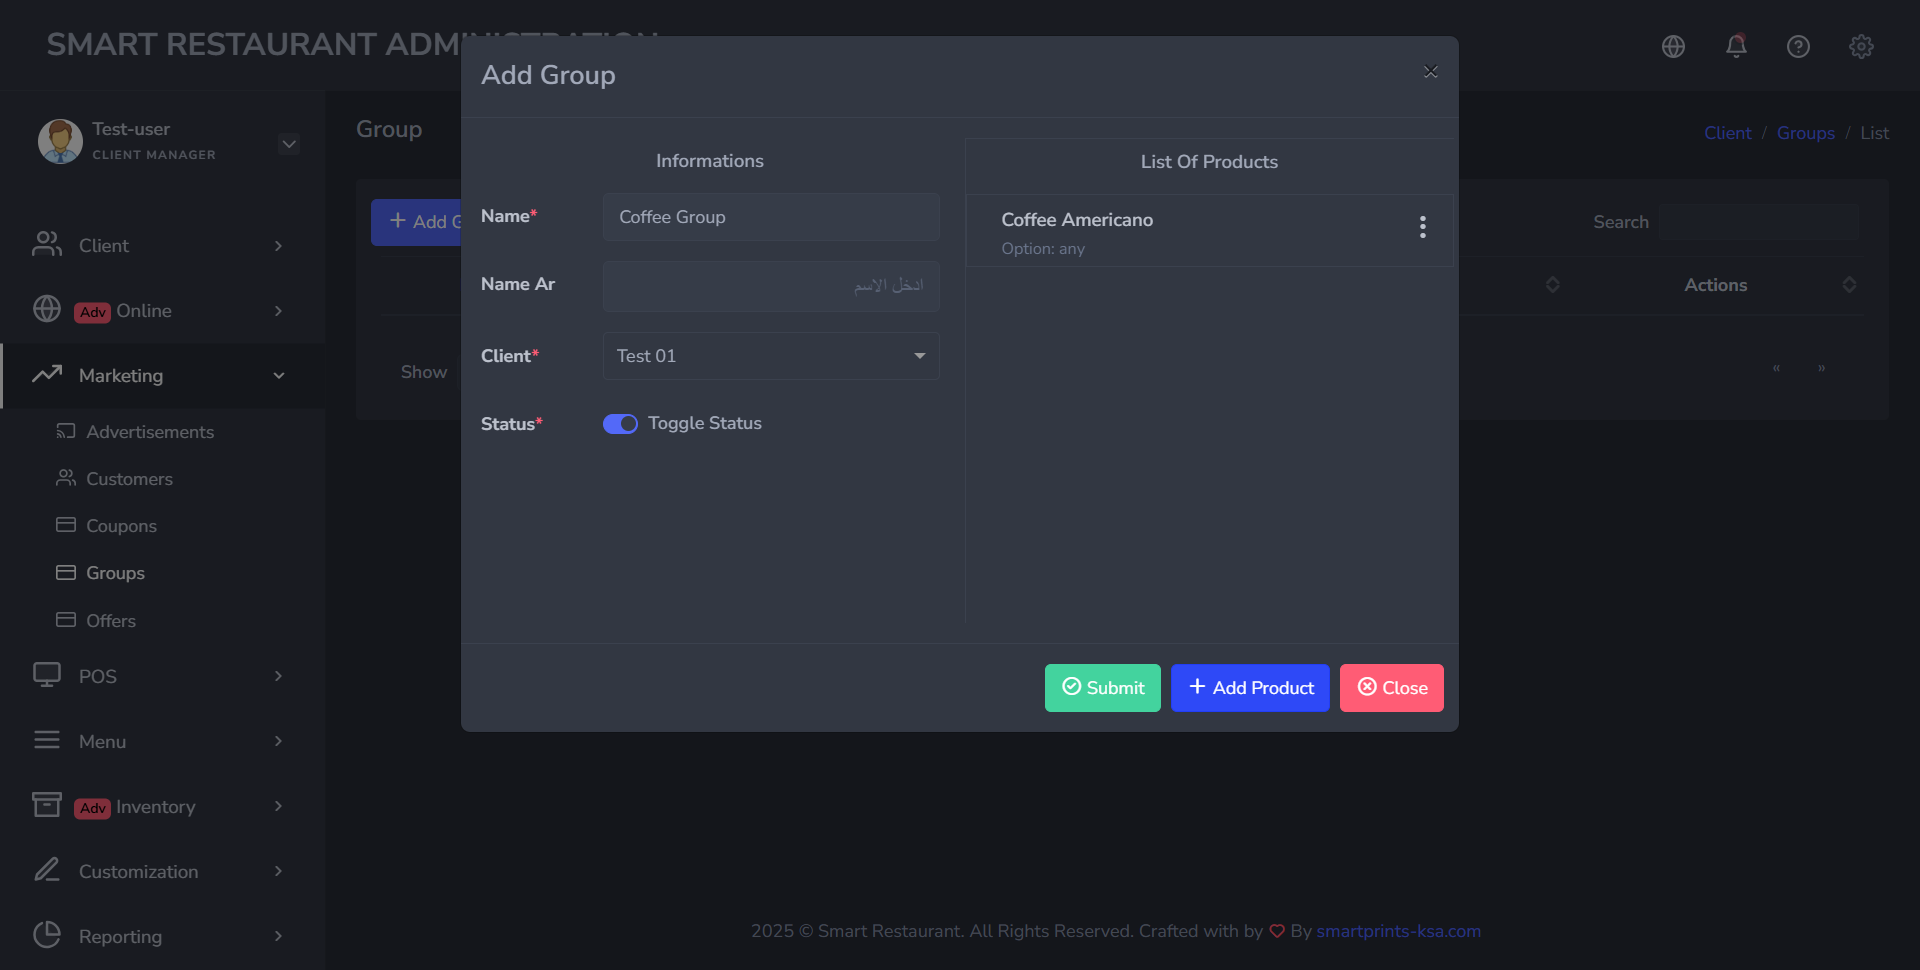 SMART RESTAURANT ADMINISTRATION
Test-user
CLIENT MANAGER
Client
Adv Online
Marketing
Advertisements
Customers
Coupons
Groups
Offers
POS
Menu
Adv Inventory
Customization
Reporting
Group
Client / Groups / List
+ Add G
Search
Actions
Show
« »
Add Group
×
Informations
Name*
Coffee Group
Name Ar
ادخل الاسم
Client*
Test 01
Status*
Toggle Status
List Of Products
Coffee Americano
Option: any
Submit
+ Add Product
Close
2025 © Smart Restaurant. All Rights Reserved. Crafted with by ♡ By smartprints-ksa.com